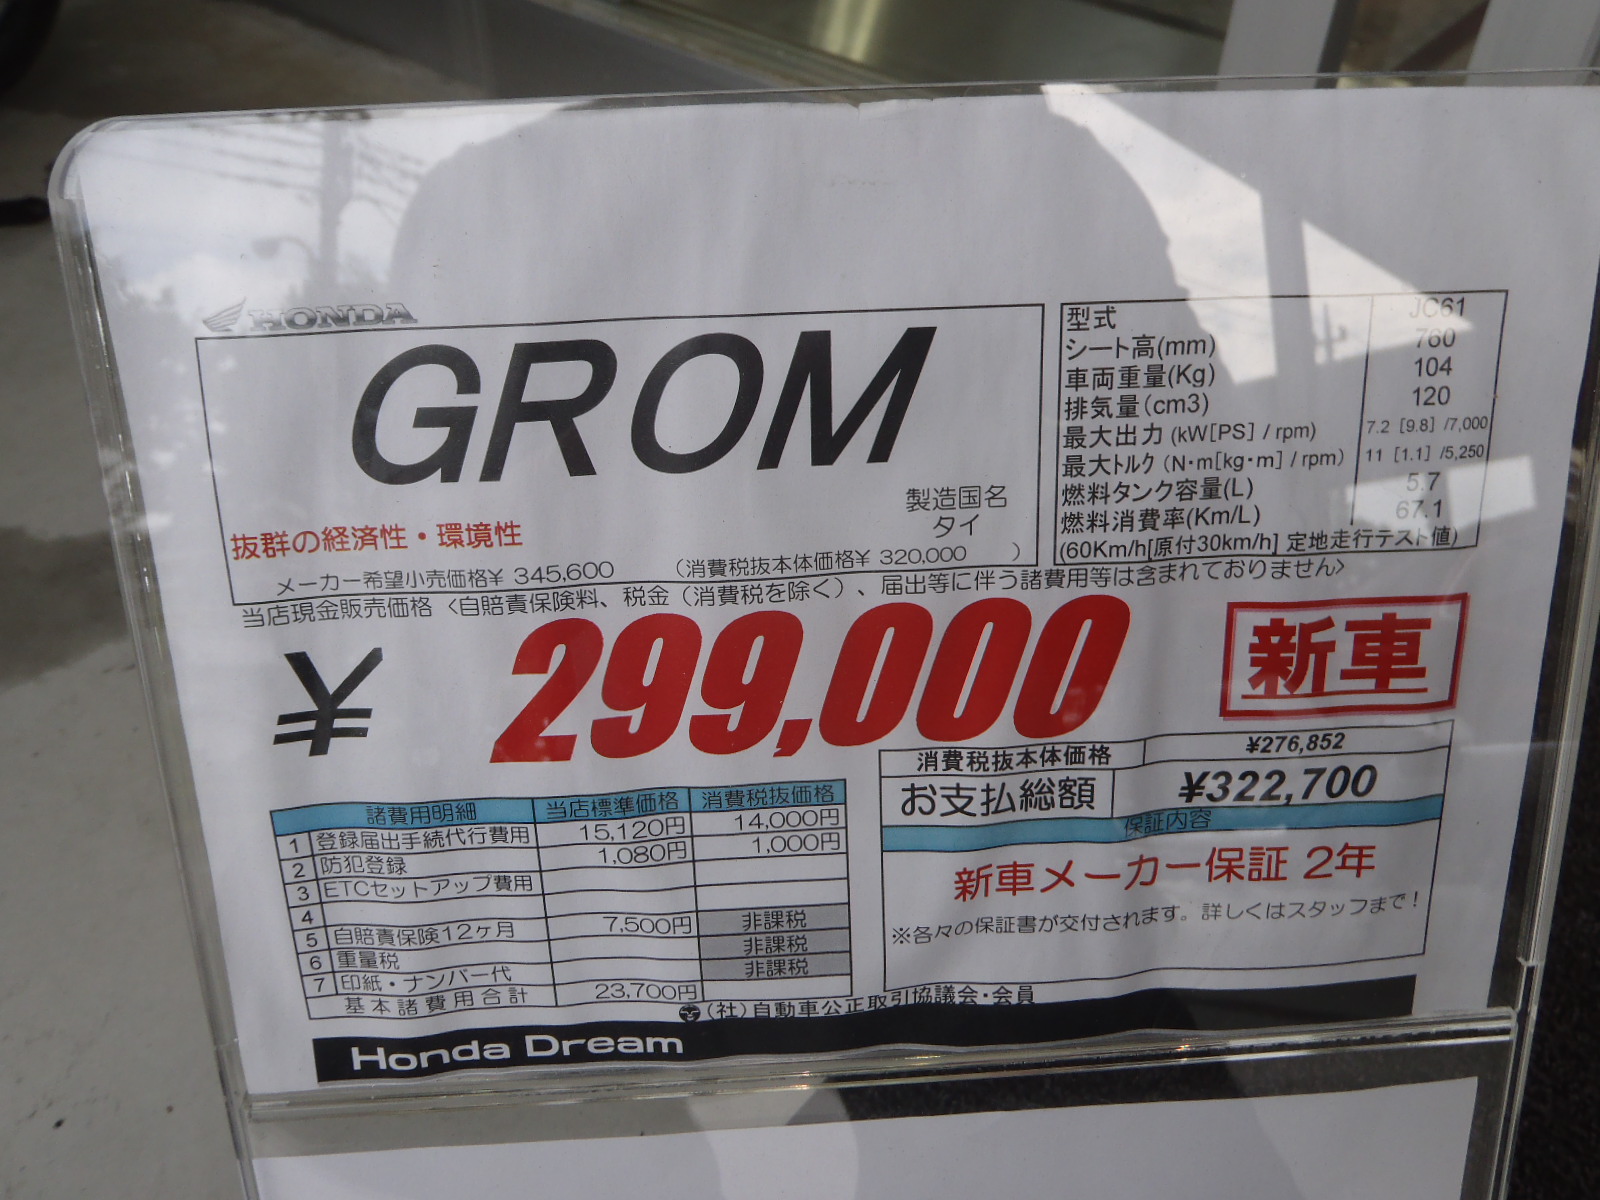 HONDA
GROM
製造国名
タイ
抜群の経済性・環境性
メーカー希望小売価格¥ 345,600 （消費税抜本体価格¥ 320,000 ）
型式 JC61
シート高(mm) 760
車両重量(Kg) 104
排気量(cm3) 120
最大出力 (kW[PS] / rpm) 7.2 [9.8] /7,000
最大トルク (N・m[kg・m] / rpm) 11 [1.1] /5,250
燃料タンク容量(L) 5.7
燃料消費率(Km/L) 67.1
(60Km/h[原付30km/h] 定地走行テスト値)
当店現金販売価格 <自賠責保険料、税金（消費税を除く）、届出等に伴う諸費用等は含まれておりません>
¥ 299,000
新車
消費税抜本体価格 ¥276,852
お支払総額 ¥322,700
保証内容
新車メーカー保証 2年
※各々の保証書が交付されます。詳しくはスタッフまで！
諸費用明細 当店標準価格 消費税抜価格
1 登録届出手続代行費用 15,120円 14,000円
2 防犯登録 1,080円 1,000円
3 ETCセットアップ費用
4
5 自賠責保険12ヶ月 7,500円 非課税
6 重量税 非課税
7 印紙・ナンバー代 非課税
基本諸費用合計 23,700円
(社)自動車公正取引協議会・会員
Honda Dream